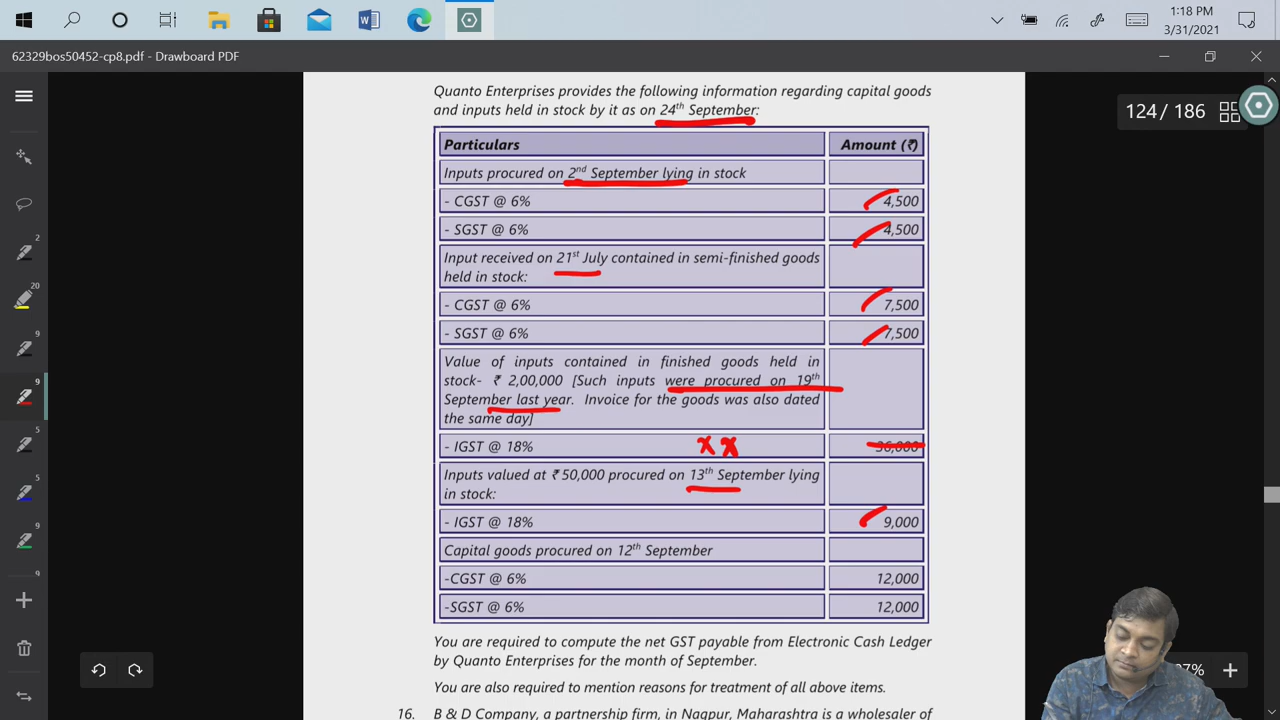 1:18 PM
3/31/2021
62329bos50452-cp8.pdf - Drawboard PDF
124 / 186
Quanto Enterprises provides the following information regarding capital goods
and inputs held in stock by it as on 24th September:
Particulars Amount (₹)
Inputs procured on 2nd September lying in stock
- CGST @ 6% 4,500
- SGST @ 6% 4,500
Input received on 21st July contained in semi-finished goods
held in stock:
- CGST @ 6% 7,500
- SGST @ 6% 7,500
Value of inputs contained in finished goods held in
stock- ₹ 2,00,000 [Such inputs were procured on 19th
September last year. Invoice for the goods was also dated
the same day]
- IGST @ 18% x x 36,000
Inputs valued at ₹ 50,000 procured on 13th September lying
in stock:
- IGST @ 18% 9,000
Capital goods procured on 12th September
-CGST @ 6% 12,000
-SGST @ 6% 12,000
You are required to compute the net GST payable from Electronic Cash Ledger
by Quanto Enterprises for the month of September.
You are also required to mention reasons for treatment of all above items.
16. B & D Company, a partnership firm, in Nagpur, Maharashtra is a wholesaler of
2
20
9
9
5
5
9
9